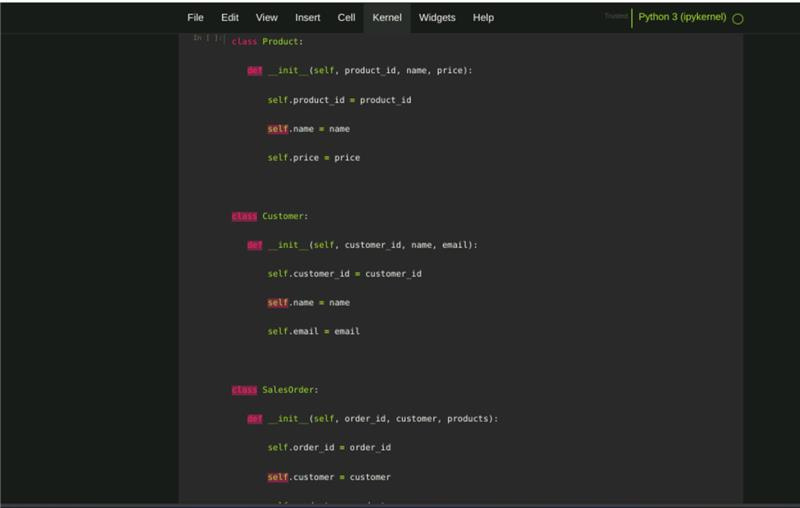 File Edit View Insert Cell Kernel Widgets Help Trusted Python 3 (ipykernel)
In [ ]: class Product:
def __init__(self, product_id, name, price):
self.product_id = product_id
self.name = name
self.price = price
class Customer:
def __init__(self, customer_id, name, email):
self.customer_id = customer_id
self.name = name
self.email = email
class SalesOrder:
def __init__(self, order_id, customer, products):
self.order_id = order_id
self.customer = customer